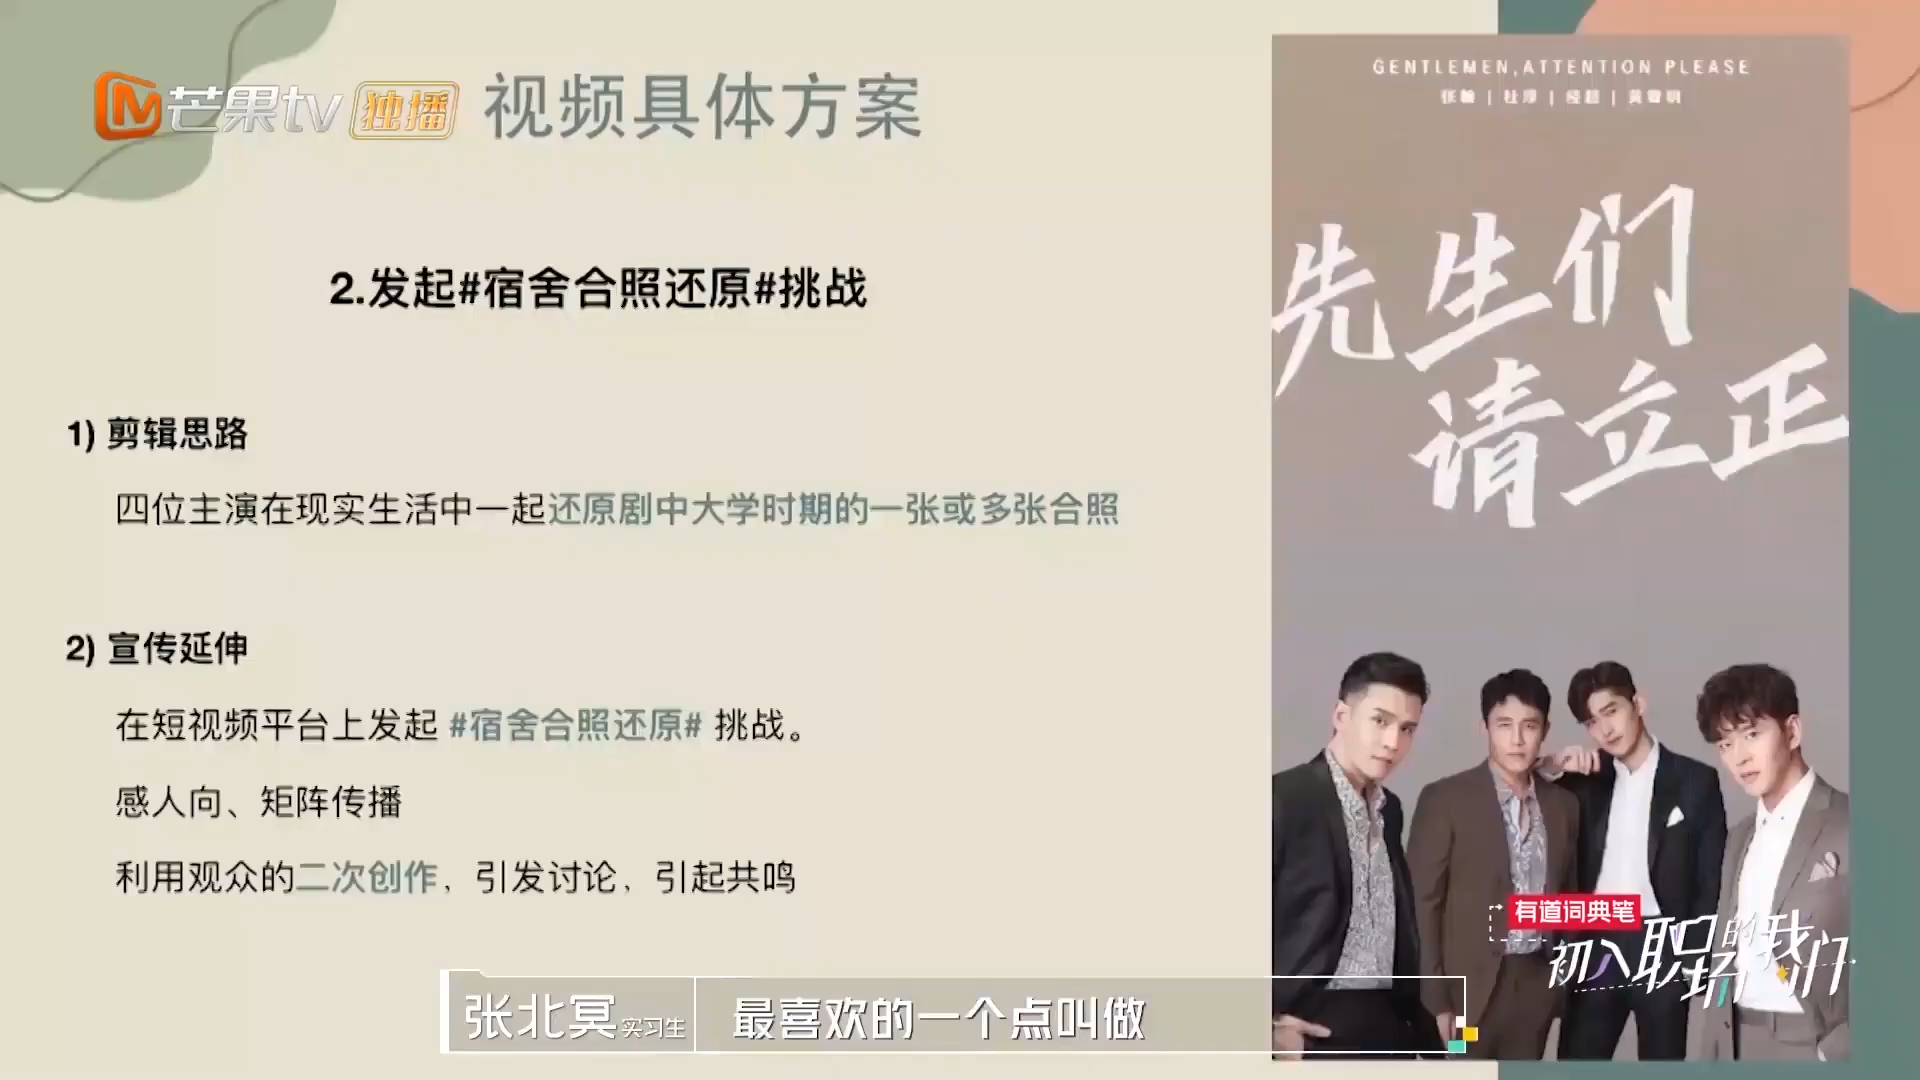 芒果tv 独播
视频具体方案
2.发起#宿舍合照还原#挑战
1) 剪辑思路
四位主演在现实生活中一起还原剧中大学时期的一张或多张合照
2) 宣传延伸
在短视频平台上发起 #宿舍合照还原# 挑战。
感人向、矩阵传播
利用观众的二次创作，引发讨论，引起共鸣
GENTLEMEN,ATTENTION PLEASE
先生们
请立正
有道词典笔
初入职场的我们
张北冥 实习生
最喜欢的一个点叫做